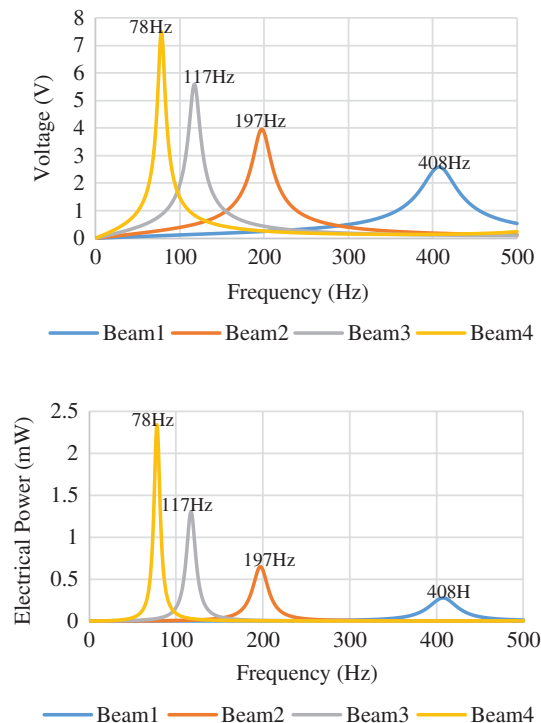 78Hz
117Hz
197Hz
408Hz
Voltage (V)
8
7
6
5
4
3
2
1
0
0 100 200 300 400 500
Frequency (Hz)
Beam1 Beam2 Beam3 Beam4
78Hz
117Hz
197Hz
408H
Electrical Power (mW)
2.5
2
1.5
1
0.5
0
0 100 200 300 400 500
Frequency (Hz)
Beam1 Beam2 Beam3 Beam4